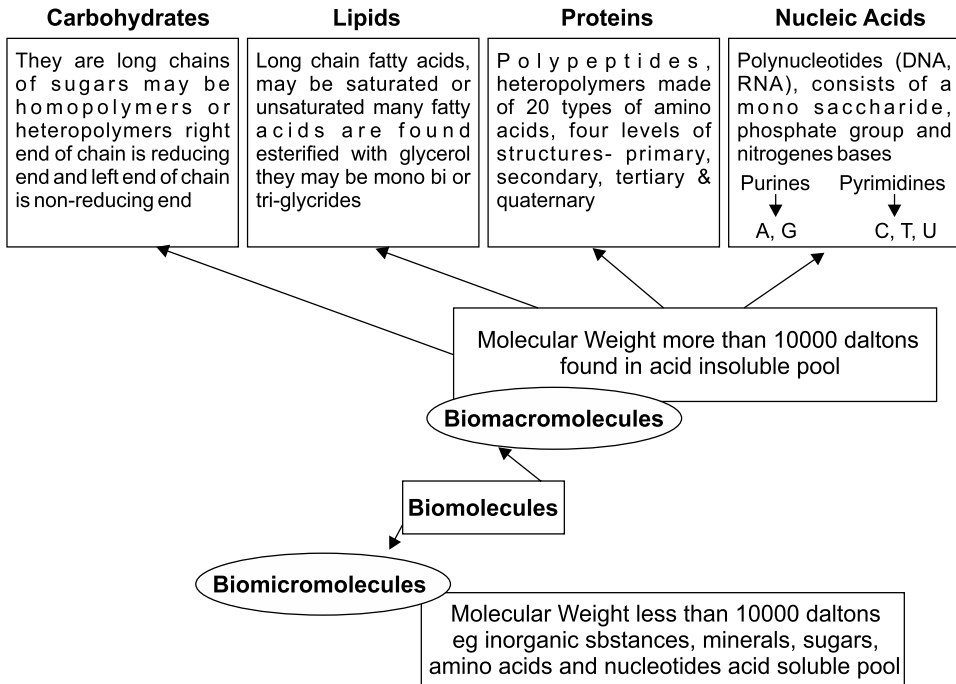 Carbohydrates
They are long chains
of sugars may be
homopolymers or
heteropolymers right
end of chain is reducing
end and left end of chain
is non-reducing end
Lipids
Long chain fatty acids,
may be saturated or
unsaturated many fatty
acids are found
esterified with glycerol
they may be mono bi or
tri-glycrides
Proteins
Polypeptides,
heteropolymers made
of 20 types of amino
acids, four levels of
structures- primary,
secondary, tertiary &
quaternary
Nucleic Acids
Polynucleotides (DNA,
RNA), consists of a
mono saccharide,
phosphate group and
nitrogenes bases
Purines Pyrimidines
A, G C, T, U
Molecular Weight more than 10000 daltons
found in acid insoluble pool
Biomacromolecules
Biomolecules
Biomicromolecules
Molecular Weight less than 10000 daltons
eg inorganic sbstances, minerals, sugars,
amino acids and nucleotides acid soluble pool